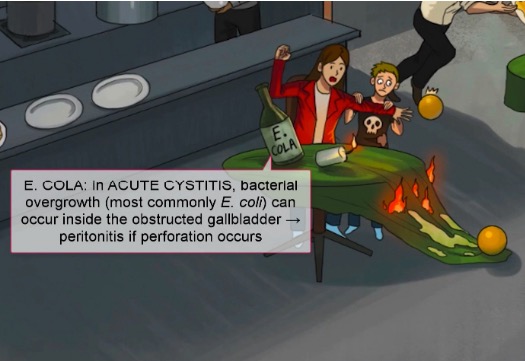 E.
COLA
E. COLA: In ACUTE CYSTITIS, bacterial
overgrowth (most commonly E. coli) can
occur inside the obstructed gallbladder →
peritonitis if perforation occurs